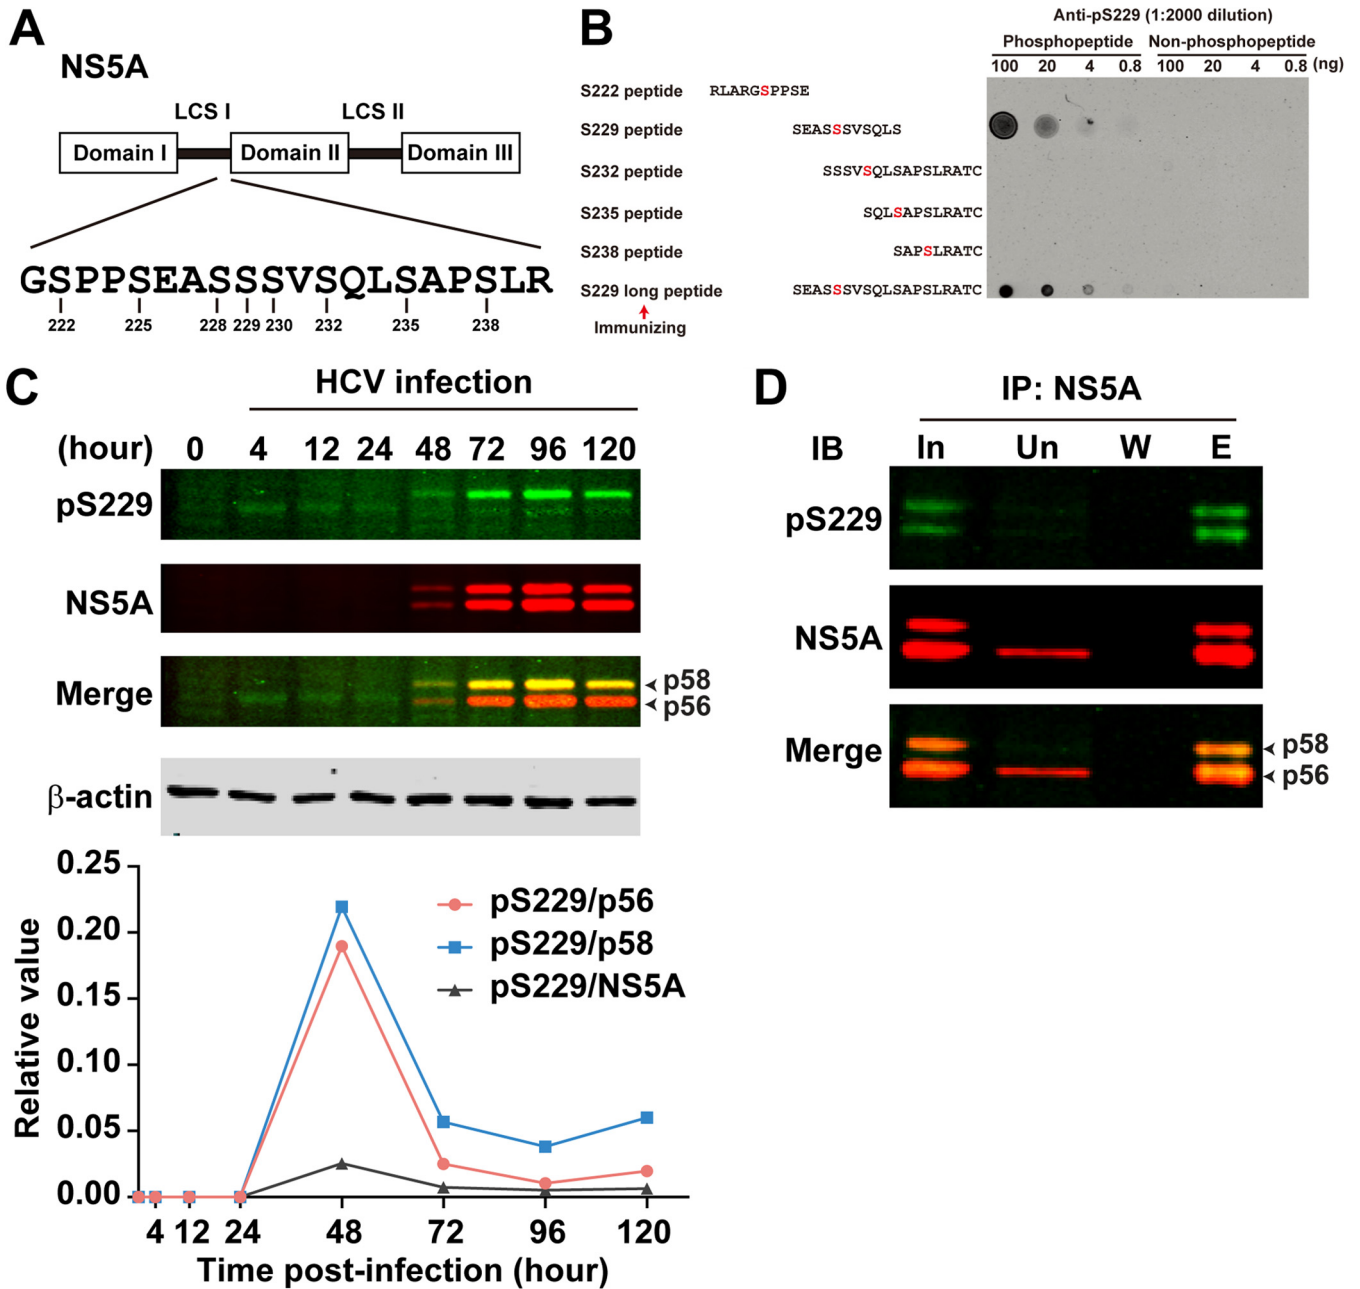 A
NS5A
LCS I
LCS II
Domain I
Domain II
Domain III
GSPPSEASSSVSQLSAPSLR
222 225 228 229 230 232 235 238
B
Anti-pS229 (1:2000 dilution)
Phosphopeptide Non-phosphopeptide
100 20 4 0.8 100 20 4 0.8 (ng)
S222 peptide RLARGSPPSE
S229 peptide SEASSSVSQLS
S232 peptide SSSVSQLSAPSLRATC
S235 peptide SQLSAPSLRATC
S238 peptide SAPSLRATC
S229 long peptide SEASSSVSQLSAPSLRATC
Immunizing
C
HCV infection
(hour) 0 4 12 24 48 72 96 120
pS229
NS5A
Merge
p58
p56
β-actin
0.25
0.20
0.15
0.10
0.05
0.00
Relative value
pS229/p56
pS229/p58
pS229/NS5A
4 12 24 48 72 96 120
Time post-infection (hour)
D
IP: NS5A
IB In Un W E
pS229
NS5A
Merge
p58
p56